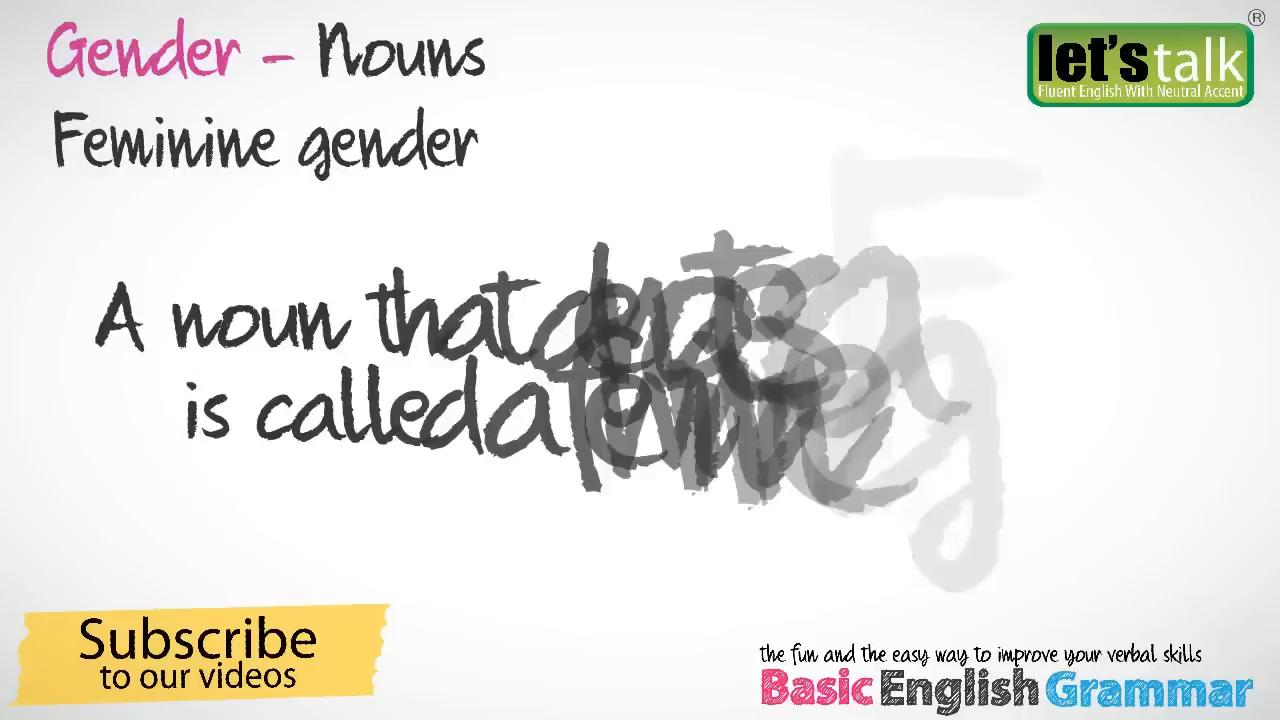 Gender - Nouns
Feminine gender
A noun that
is called a
let's talk ®
Fluent English With Neutral Accent
Subscribe
to our videos
the fun and the easy way to improve your verbal skills
Basic English Grammar